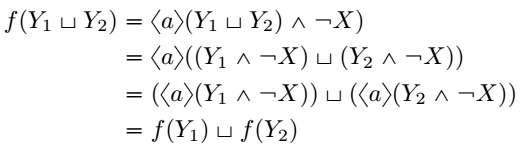 f(Y₁ ⊔ Y₂) = ⟨a⟩(Y₁ ⊔ Y₂) ∧ ¬X)
= ⟨a⟩((Y₁ ∧ ¬X) ⊔ (Y₂ ∧ ¬X))
= (⟨a⟩(Y₁ ∧ ¬X)) ⊔ (⟨a⟩(Y₂ ∧ ¬X))
= f(Y₁) ⊔ f(Y₂)